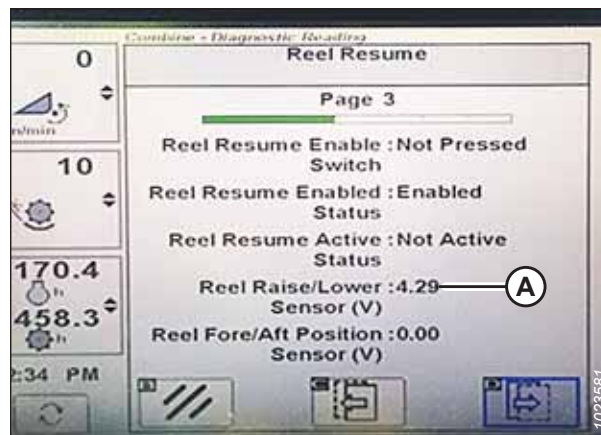 Combine - Diagnostic Reading
Reel Resume
0
n/min
10
170.4
h
458.3
h
2:34 PM
Page 3
Reel Resume Enable :Not Pressed
Switch
Reel Resume Enabled :Enabled
Status
Reel Resume Active :Not Active
Status
Reel Raise/Lower :4.29
Sensor (V)
A
Reel Fore/Aft Position :0.00
Sensor (V)
1023581